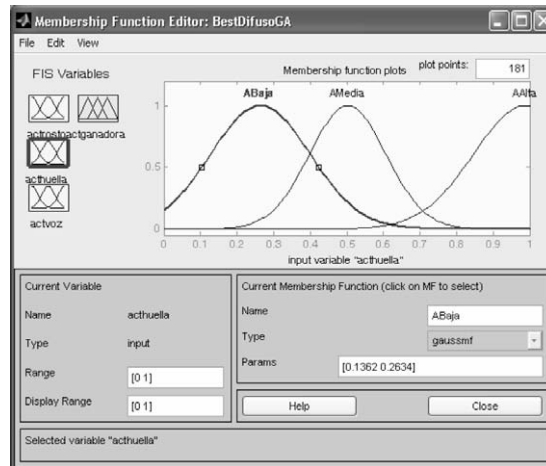 Membership Function Editor: BestDifusoGA
File Edit View
FIS Variables
Membership function plots plot points: 181
ABaja AMedia AAlta
actrostoactganadora
acthuella
actvoz
1
0.5
0
0 0.1 0.2 0.3 0.4 0.5 0.6 0.7 0.8 0.9 1
input variable "acthuella"
Current Variable
Name acthuella
Type input
Range [0 1]
Display Range [0 1]
Current Membership Function (click on MF to select)
Name ABaja
Type gaussmf
Params [0.1362 0.2634]
Help Close
Selected variable "acthuella"